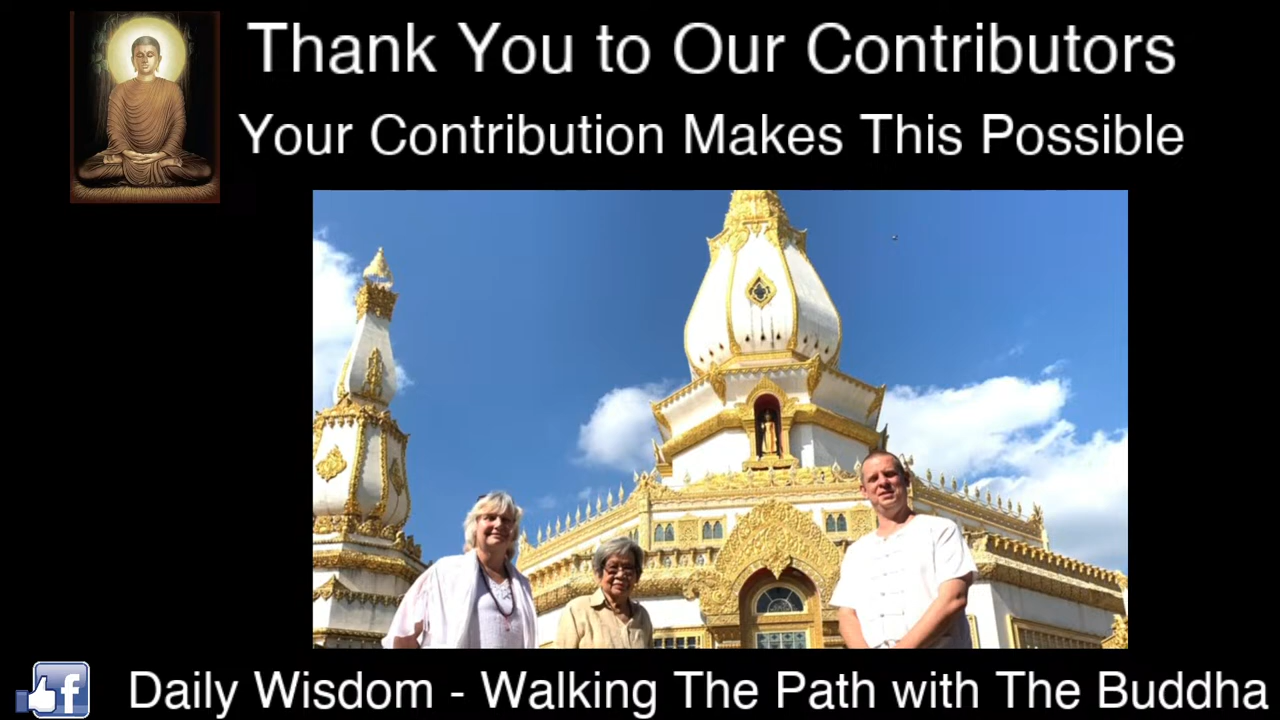 Thank You to Our Contributors
Your Contribution Makes This Possible
f
Daily Wisdom - Walking The Path with The Buddha